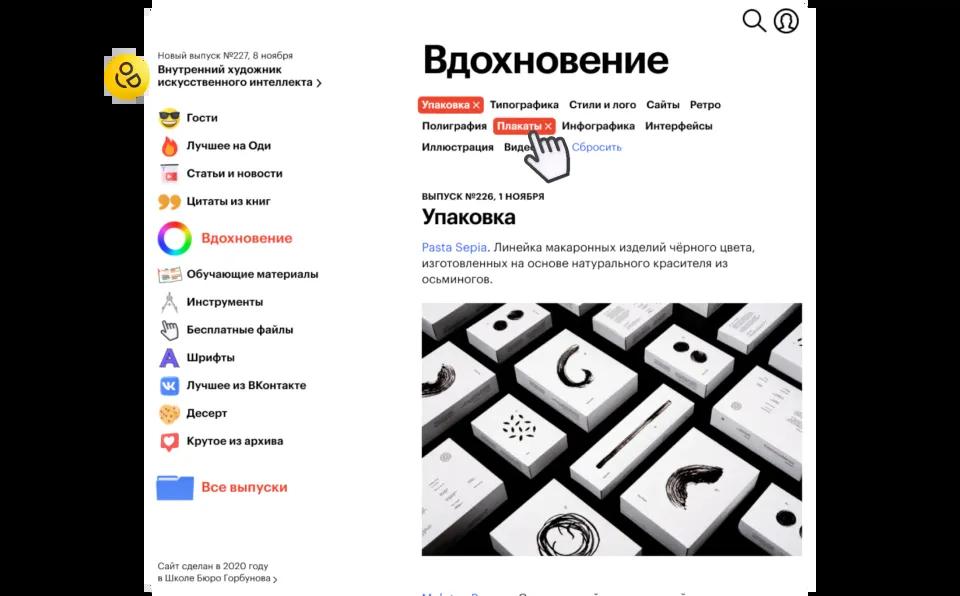 Новый выпуск №227, 8 ноября
Внутренний художник
искусственного интеллекта
Гости
Лучшее на Оди
Статьи и новости
Цитаты из книг
Вдохновение
Обучающие материалы
Инструменты
Бесплатные файлы
Шрифты
Лучшее из ВКонтакте
Десерт
Крутое из архива
Все выпуски
Сайт сделан в 2020 году
в Школе Бюро Горбунова
Вдохновение
Упаковка × Типографика Стили и лого Сайты Ретро
Полиграфия Плакаты × Инфографика Интерфейсы
Иллюстрация Сбросить
ВЫПУСК №226, 1 НОЯБРЯ
Упаковка
Pasta Sepia. Линейка макаронных изделий чёрного цвета,
изготовленных на основе натурального красителя из
осьминогов.